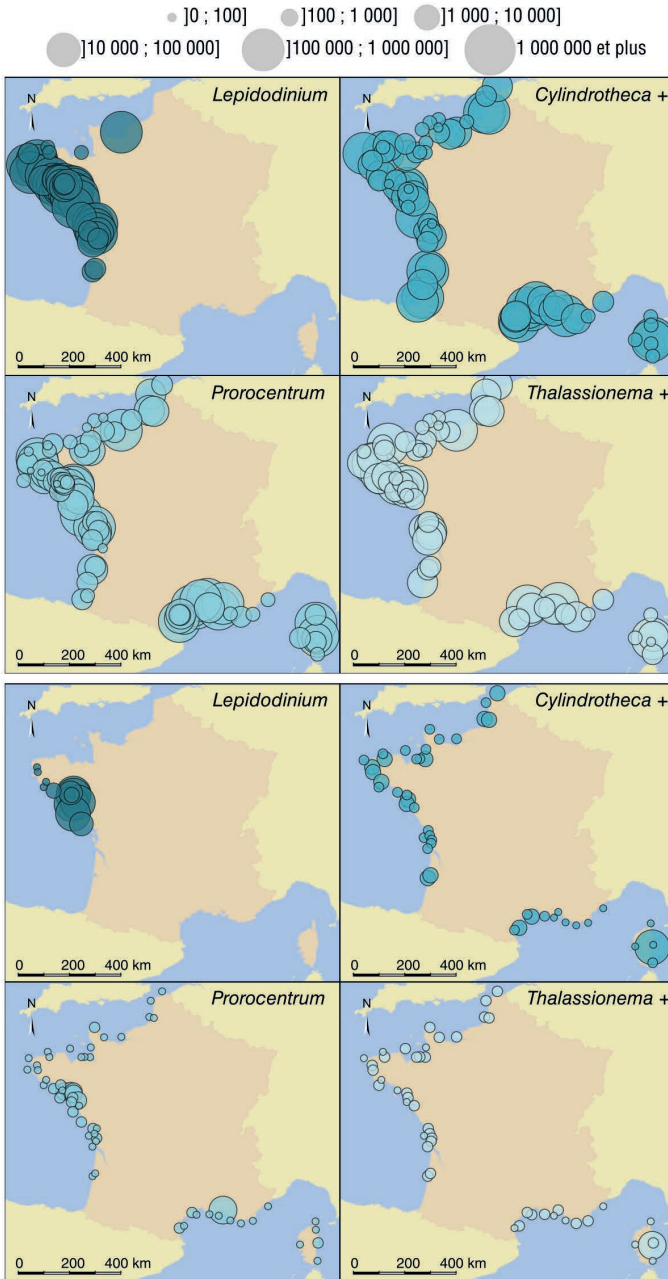 ]0 ; 100] ]100 ; 1 000] ]1 000 ; 10 000]
]10 000 ; 100 000] ]100 000 ; 1 000 000] 1 000 000 et plus
N Lepidodinium
0 200 400 km
N Cylindrotheca +
0 200 400 km
N Prorocentrum
0 200 400 km
N Thalassionema +
0 200 400 km
N Lepidodinium
0 200 400 km
N Cylindrotheca +
0 200 400 km
N Prorocentrum
0 200 400 km
N Thalassionema +
0 200 400 km